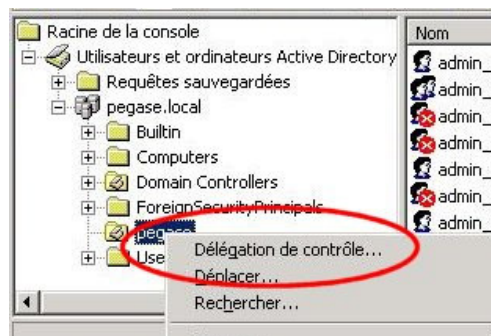 Racine de la console
Nom
Utilisateurs et ordinateurs Active Directory
admin_
Requêtes sauvegardées
admin_
pegase.local
admin_
Builtin
admin_
Computers
admin_
Domain Controllers
admin_
ForeignSecurityPrincipals
admin_
pegase
Use
Délégation de contrôle...
Déplacer...
Rechercher...